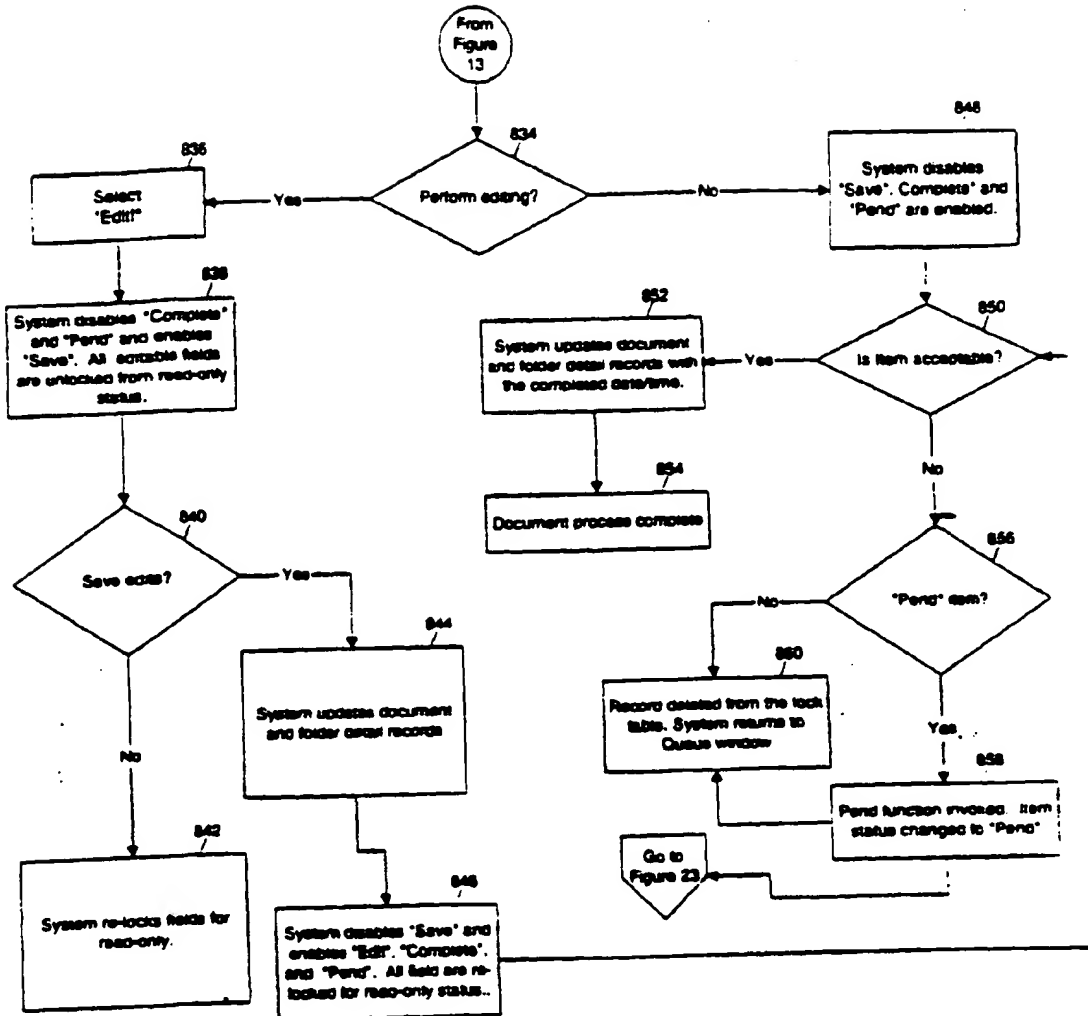 From
Figure
13
834
Perform editing?
Yes
No
836
Select
"Edit!"
838
System disables "Complete"
and "Pend" and enables
"Save". All editable fields
are unlocked from read-only
status.
840
Save edits?
Yes
No
842
System re-locks fields for
read-only.
844
System updates document
and folder detail records
846
System disables "Save" and
enables "Edit", "Complete",
and "Pend". All field are re-
locked for read-only status..
848
System disables
"Save". Complete" and
"Pend" are enabled.
850
Is item acceptable?
Yes
No
852
System updates document
and folder detail records with
the completed date/time.
854
Document process complete
856
"Pend" item?
No
Yes
860
Record deleted from the lock
table. System returns to
Queue window
858
Pend function invoked. Item
status changed to "Pend"
Go to
Figure 23